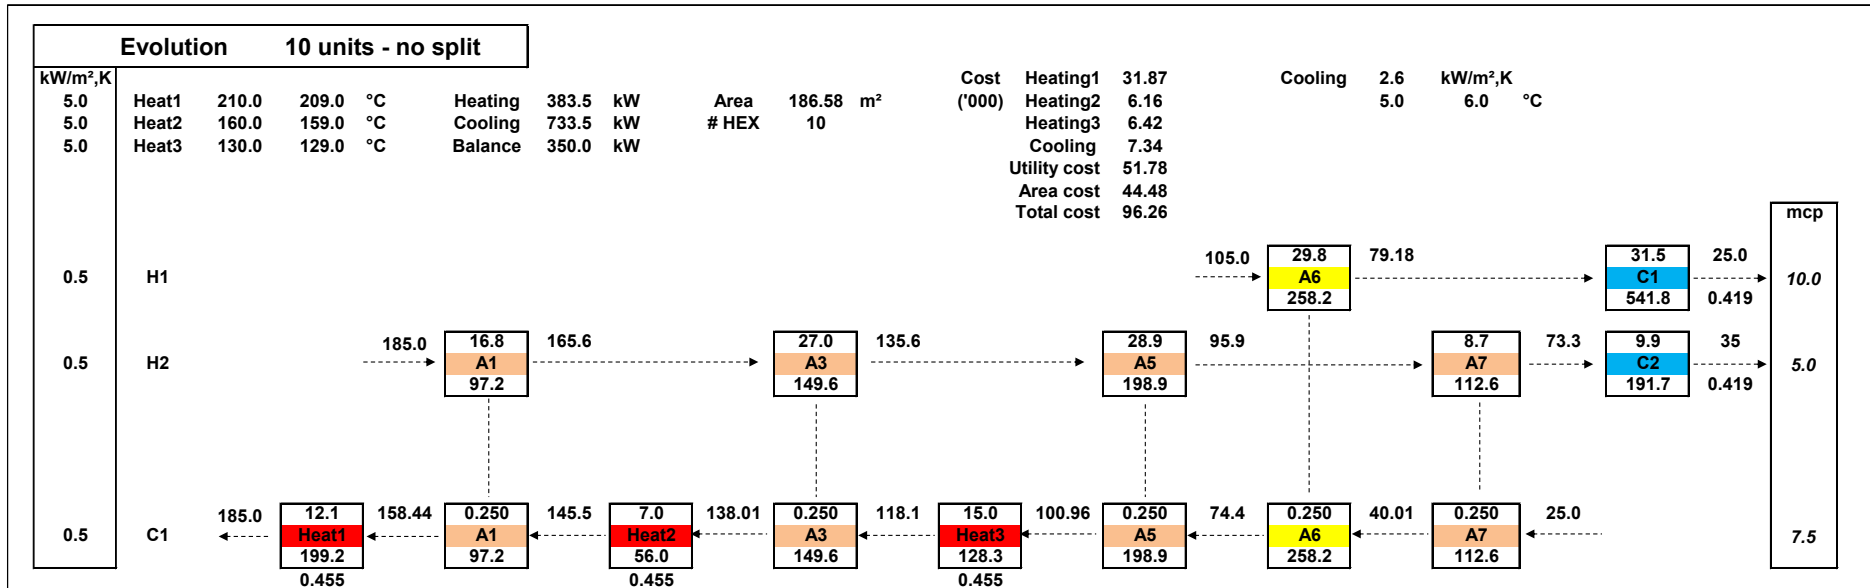 Evolution 10 units - no split
kW/m²,K Cost Heating1 31.87 Cooling 2.6 kW/m²,K
5.0 Heat1 210.0 209.0 °C Heating 383.5 kW Area 186.58 m² ('000) Heating2 6.16 5.0 6.0 °C
5.0 Heat2 160.0 159.0 °C Cooling 733.5 kW # HEX 10 Heating3 6.42
5.0 Heat3 130.0 129.0 °C Balance 350.0 kW Cooling 7.34
Utility cost 51.78
Area cost 44.48
Total cost 96.26
mcp
105.0 29.8 79.18 31.5 25.0
0.5 H1 A6 C1 10.0
258.2 541.8 0.419
185.0 16.8 165.6 27.0 135.6 28.9 95.9 8.7 73.3 9.9 35
0.5 H2 A1 A3 A5 A7 C2 5.0
97.2 149.6 198.9 112.6 191.7 0.419
185.0 12.1 158.44 0.250 145.5 7.0 138.01 0.250 118.1 15.0 100.96 0.250 74.4 0.250 40.01 0.250 25.0
0.5 C1 Heat1 A1 Heat2 A3 Heat3 A5 A6 A7 7.5
199.2 97.2 56.0 149.6 128.3 198.9 258.2 112.6
0.455 0.455 0.455